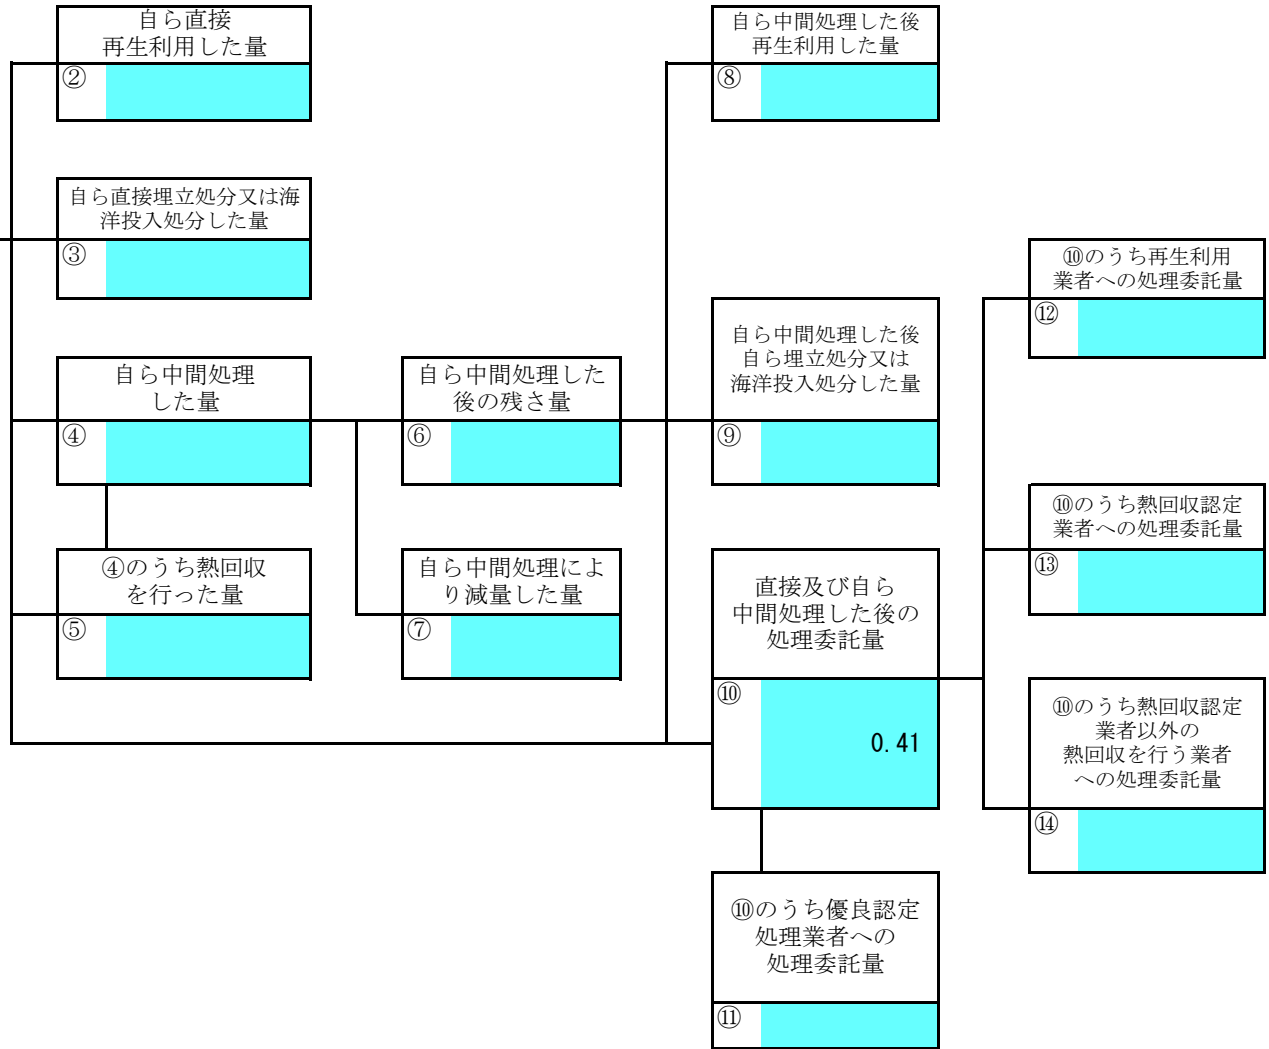 自ら直接
再生利用した量
②
自ら中間処理した後
再生利用した量
⑧
自ら直接埋立処分又は海
洋投入処分した量
③
⑩のうち再生利用
業者への処理委託量
⑫
自ら中間処理した後
自ら埋立処分又は
海洋投入処分した量
⑨
自ら中間処理
した量
④
自ら中間処理した
後の残さ量
⑥
⑩のうち熱回収認定
業者への処理委託量
⑬
④のうち熱回収
を行った量
⑤
自ら中間処理によ
り減量した量
⑦
直接及び自ら
中間処理した後の
処理委託量
⑩
0.41
⑩のうち熱回収認定
業者以外の
熱回収を行う業者
への処理委託量
⑭
⑩のうち優良認定
処理業者への
処理委託量
⑪